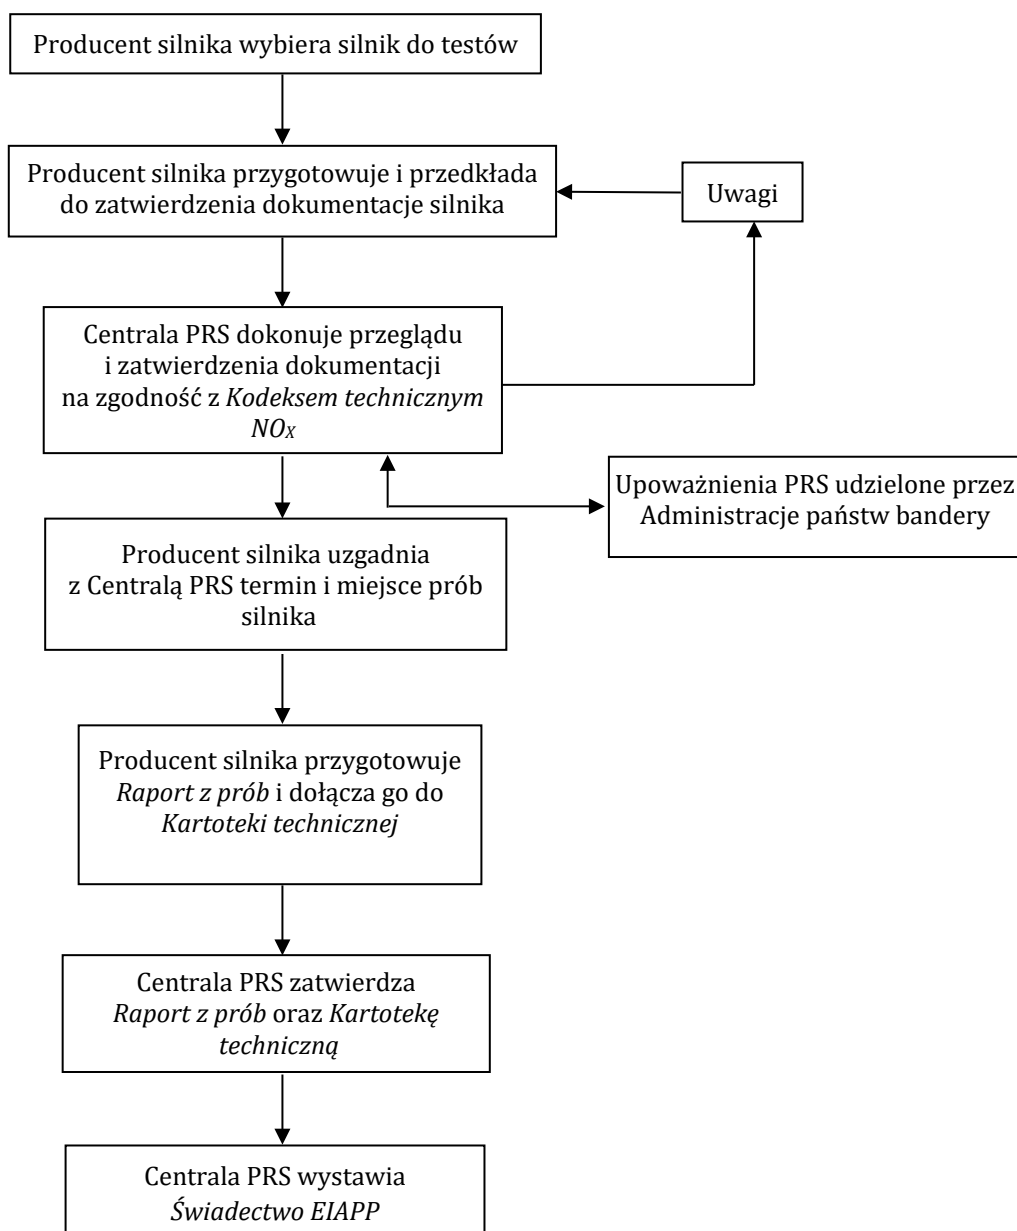 Producent silnika wybiera silnik do testów
Producent silnika przygotowuje i przedkłada
do zatwierdzenia dokumentacje silnika
Uwagi
Centrala PRS dokonuje przeglądu
i zatwierdzenia dokumentacji
na zgodność z Kodeksem technicznym
NOX
Upoważnienia PRS udzielone przez
Administracje państw bandery
Producent silnika uzgadnia
z Centralą PRS termin i miejsce prób
silnika
Producent silnika przygotowuje
Raport z prób i dołącza go do
Kartoteki technicznej
Centrala PRS zatwierdza
Raport z prób oraz Kartotekę
techniczną
Centrala PRS wystawia
Świadectwo EIAPP